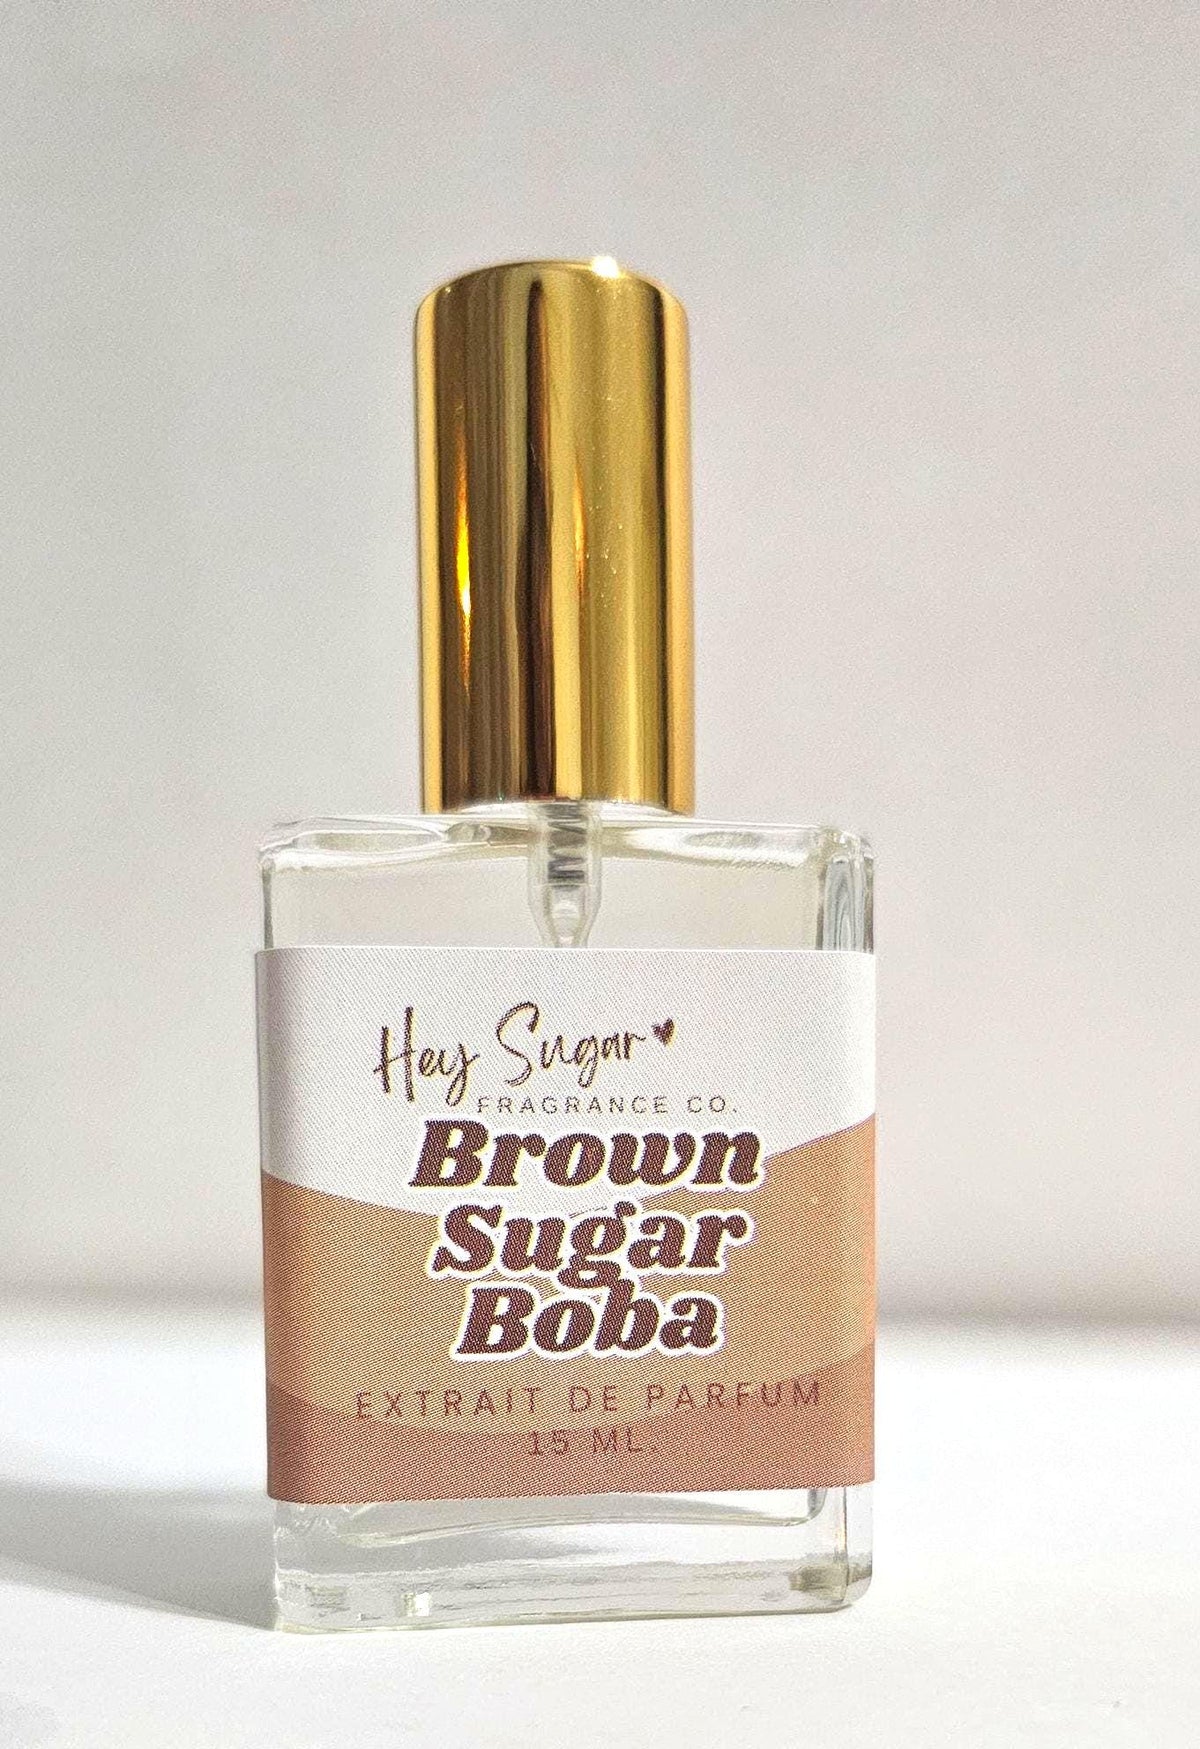 Hey Sugar
FRAGRANCE CO.
Brown
Sugar
Boba
EXTRAIT DE PARFUM
15 ML.